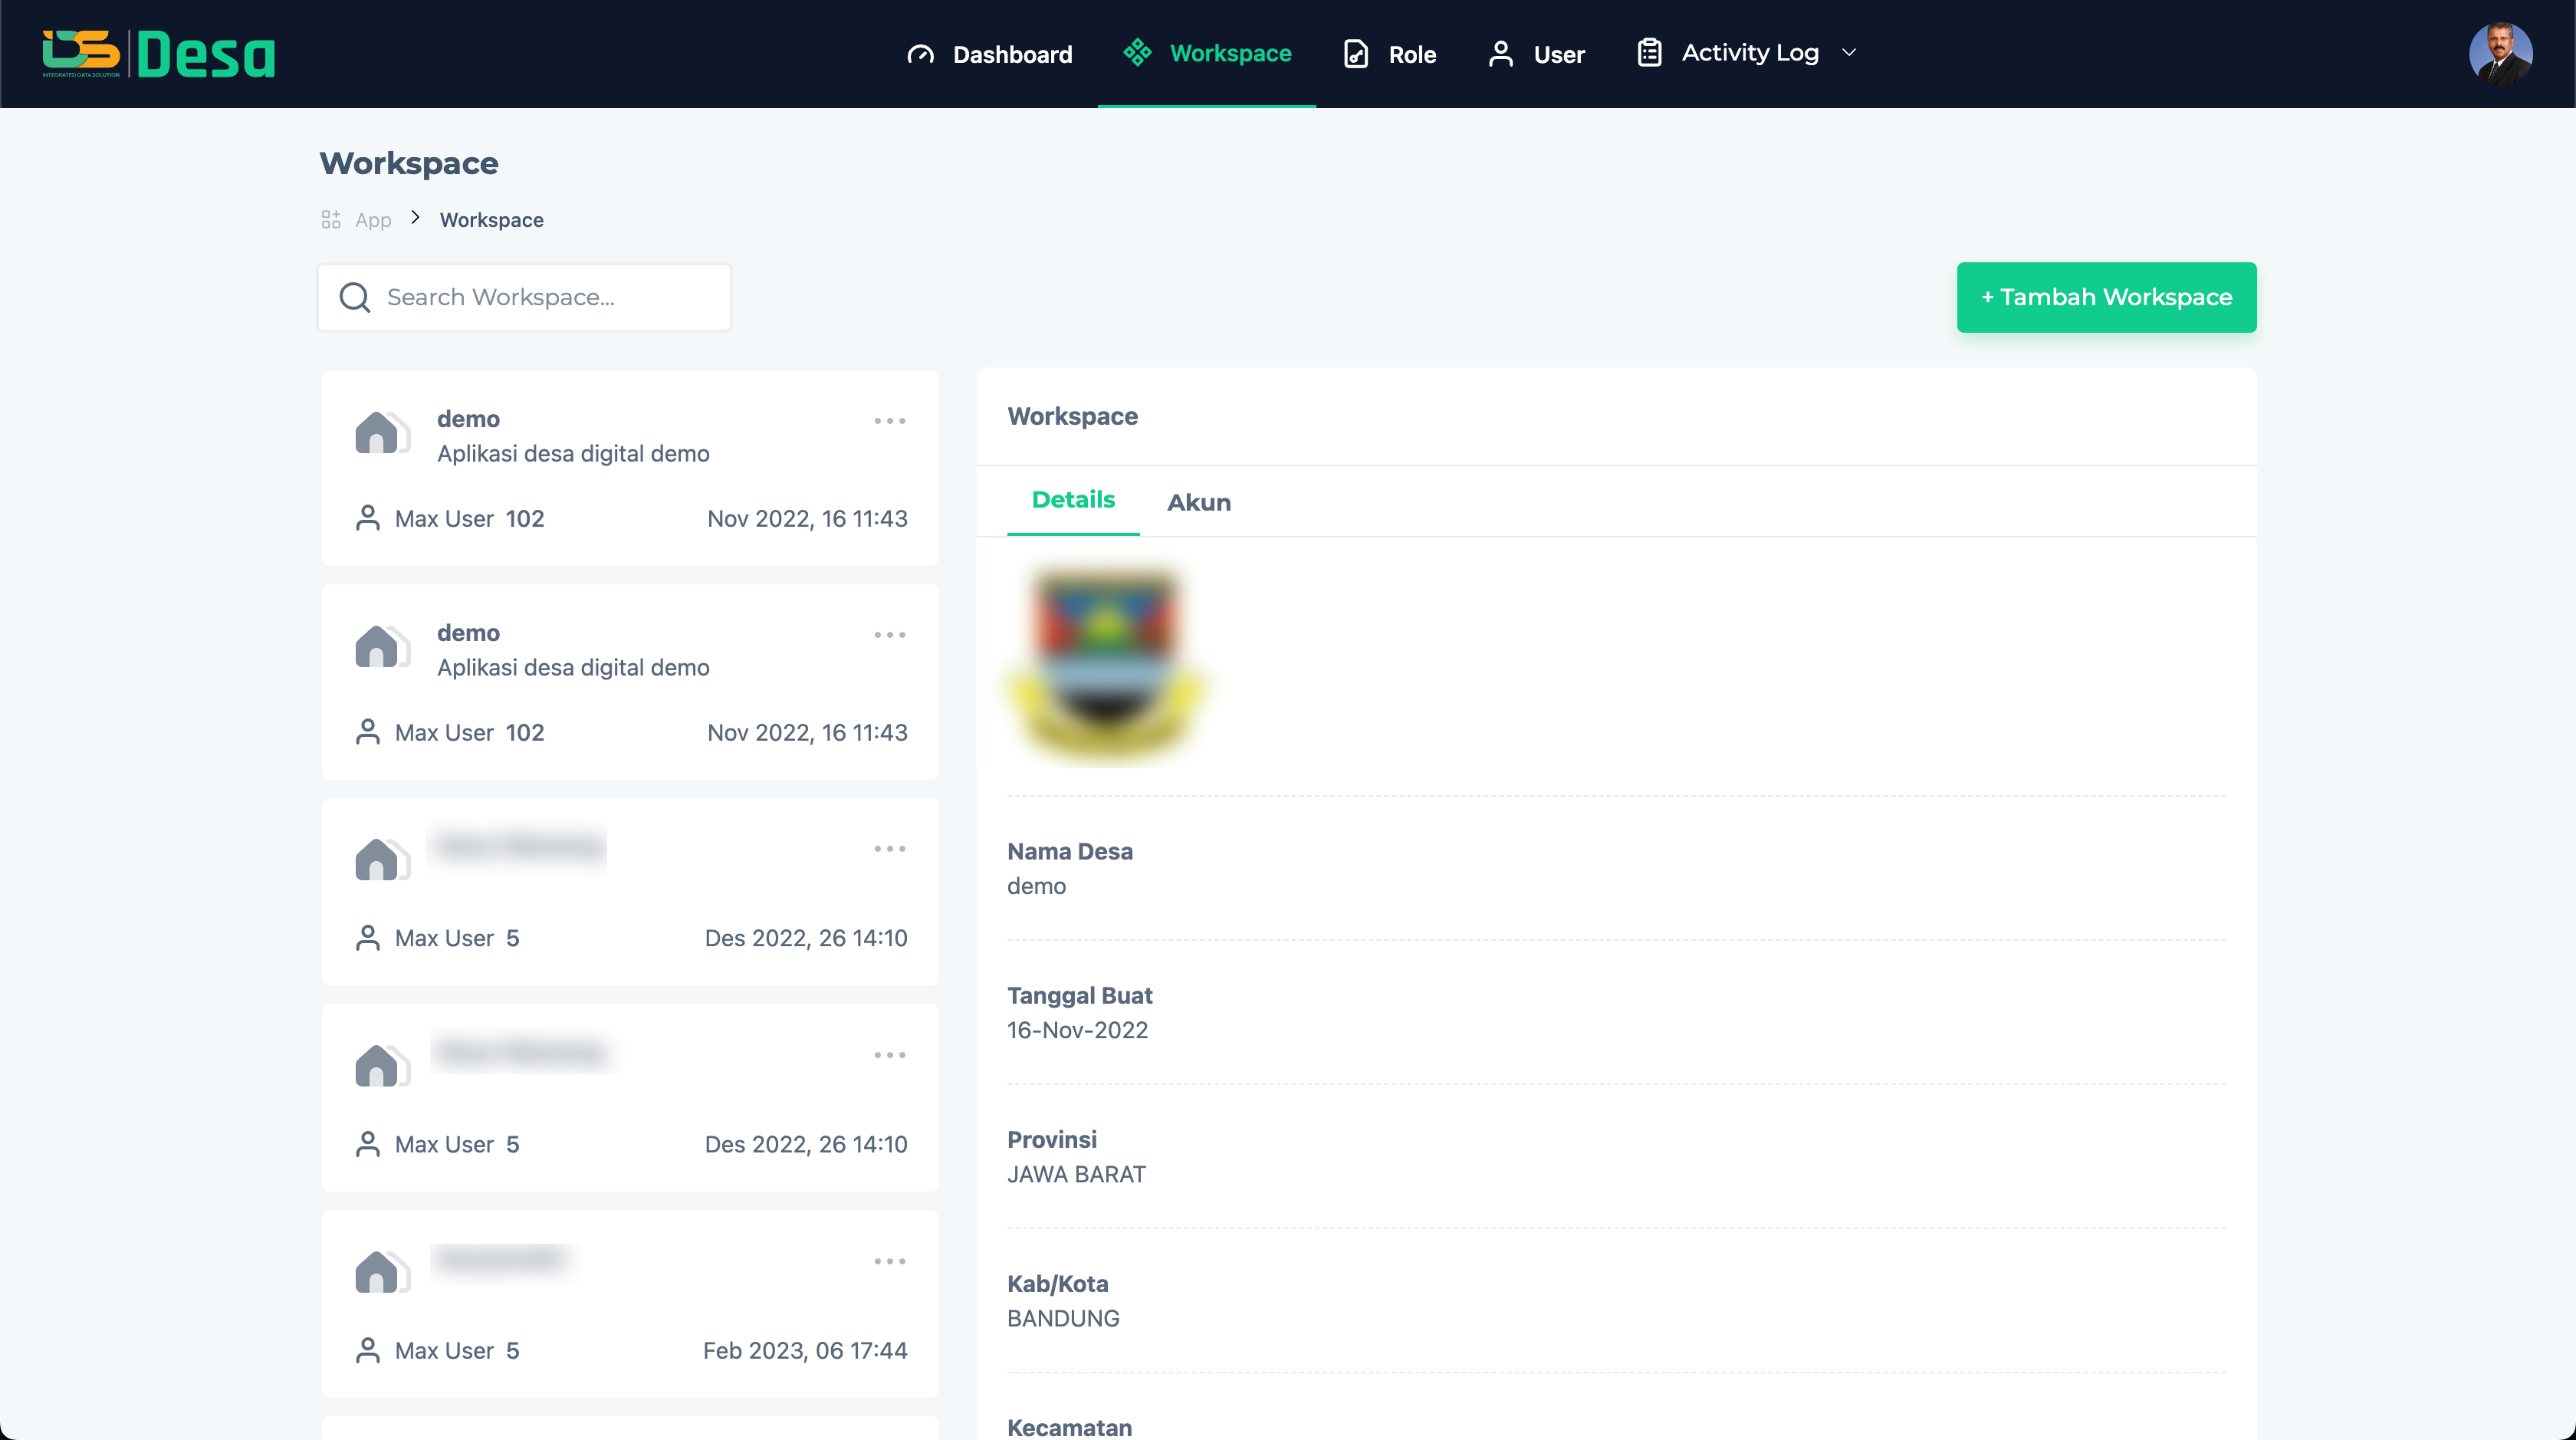 IDS Desa
INTEGRATED DATA SOLUTION
Dashboard
Workspace
Role
User
Activity Log
Workspace
App > Workspace
Search Workspace...
+ Tambah Workspace
demo
Aplikasi desa digital demo
Max User 102
Nov 2022, 16 11:43
demo
Aplikasi desa digital demo
Max User 102
Nov 2022, 16 11:43
Max User 5
Des 2022, 26 14:10
Max User 5
Des 2022, 26 14:10
Max User 5
Feb 2023, 06 17:44
Workspace
Details
Akun
Nama Desa
demo
Tanggal Buat
16-Nov-2022
Provinsi
JAWA BARAT
Kab/Kota
BANDUNG
Kecamatan